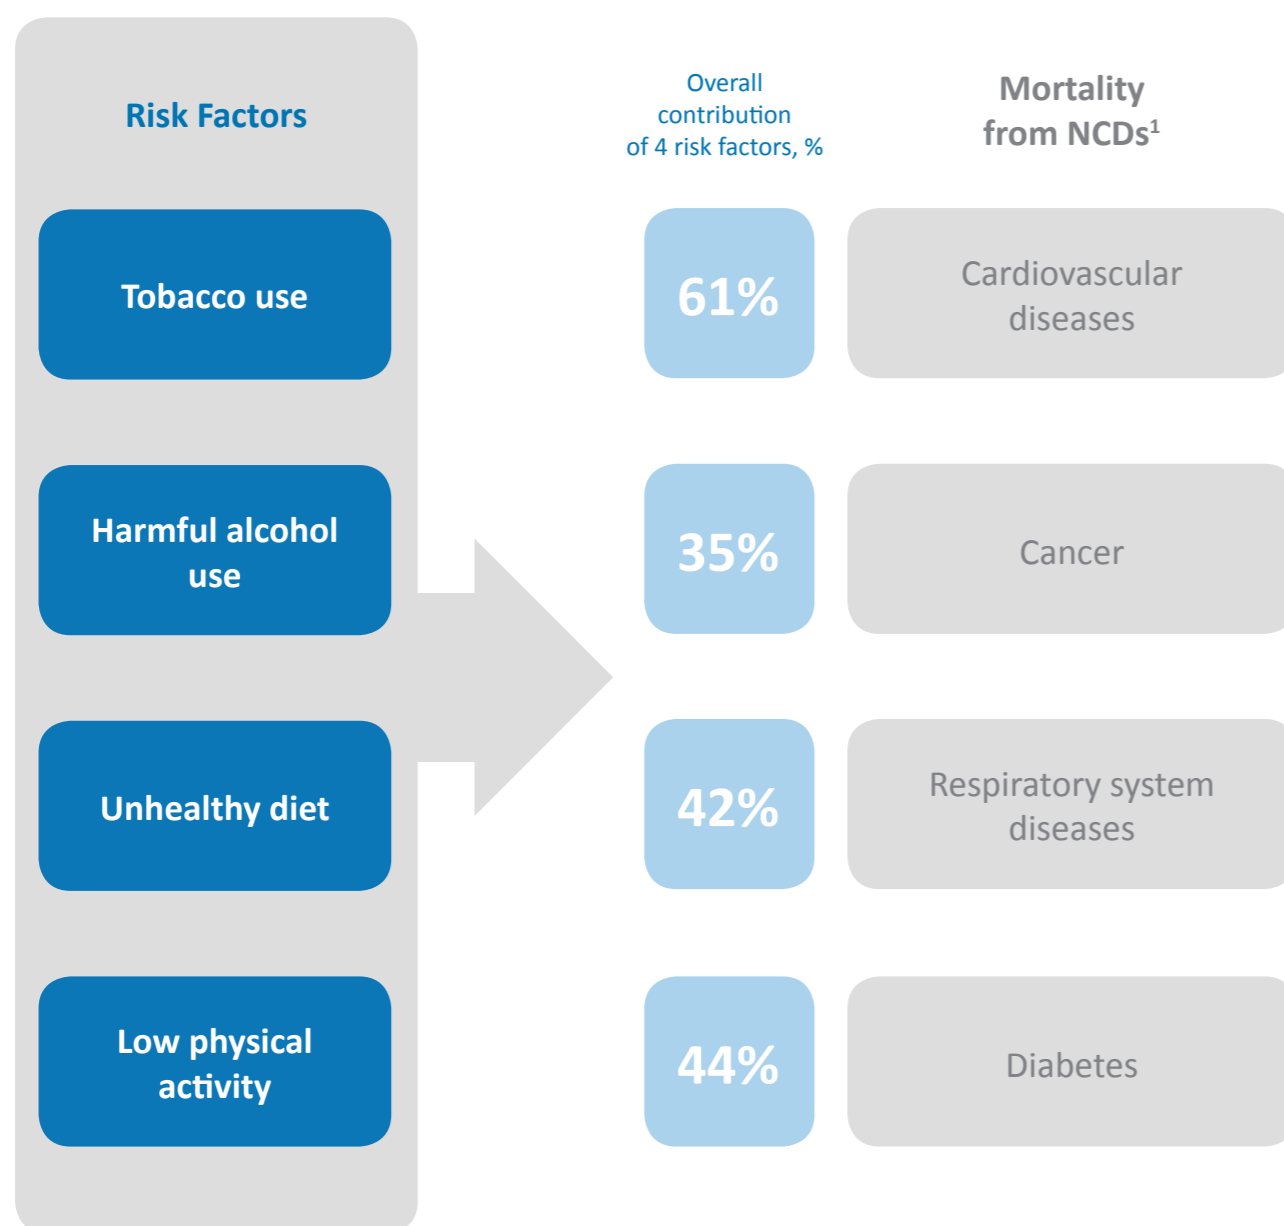 Risk Factors
Overall
contribution
of 4 risk factors, %
Mortality
from NCDs¹
Tobacco use
61%
Cardiovascular
diseases
Harmful alcohol
use
35%
Cancer
Unhealthy diet
42%
Respiratory system
diseases
Low physical
activity
44%
Diabetes